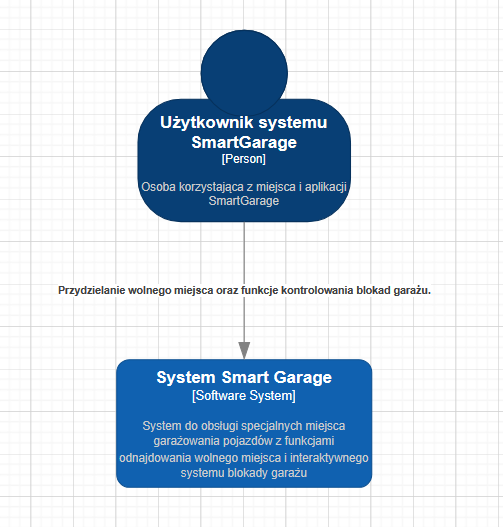 Użytkownik systemu
SmartGarage
[Person]
Osoba korzystająca z miejsca i aplikacji
SmartGarage
Przydzielanie wolnego miejsca oraz funkcje kontrolowania blokad garażu.
System Smart Garage
[Software System]
System do obsługi specjalnych miejsca
garażowania pojazdów z funkcjami
odnajdowania wolnego miejsca i interaktywnego
systemu blokady garażu